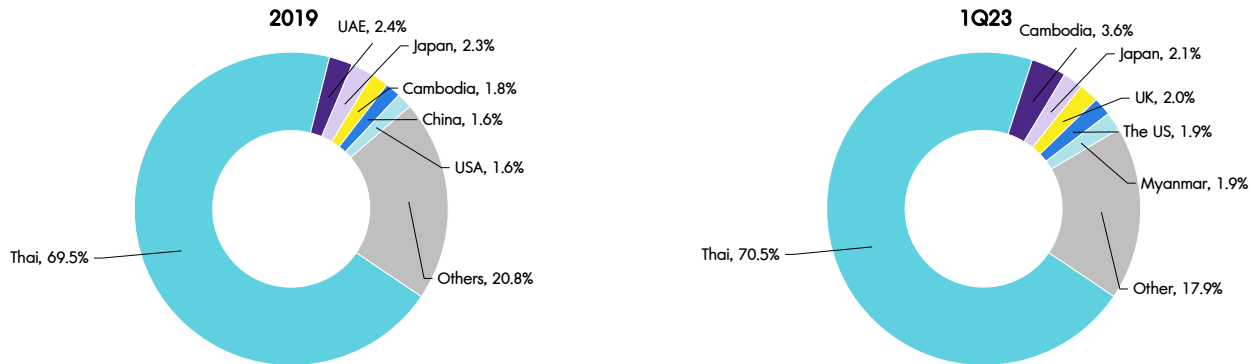 2019
UAE, 2.4%
Japan, 2.3%
Cambodia, 1.8%
China, 1.6%
USA, 1.6%
Thai, 69.5%
Others, 20.8%
1Q23
Cambodia, 3.6%
Japan, 2.1%
UK, 2.0%
The US, 1.9%
Myanmar, 1.9%
Thai, 70.5%
Other, 17.9%